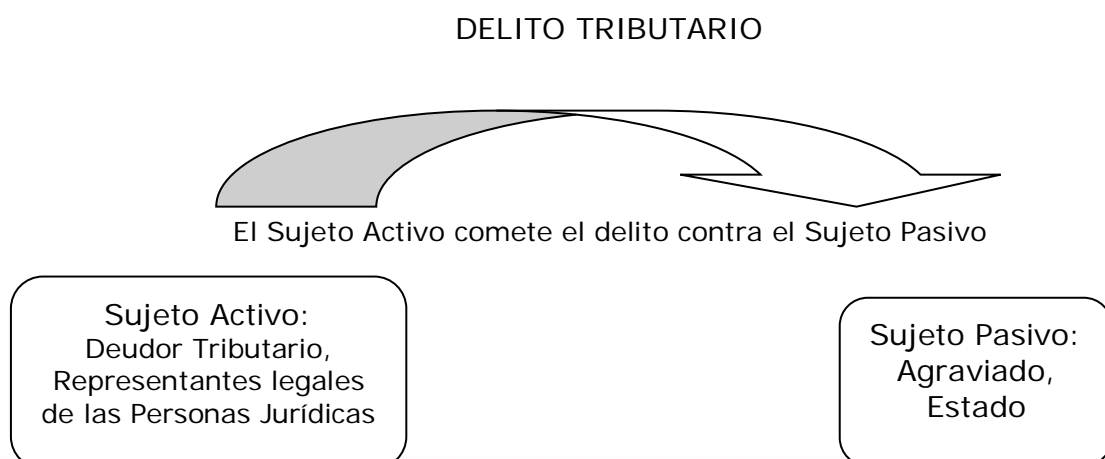 DELITO TRIBUTARIO
El Sujeto Activo comete el delito contra el Sujeto Pasivo
Sujeto Activo:
Deudor Tributario,
Representantes legales
de las Personas Jurídicas
Sujeto Pasivo:
Agraviado,
Estado